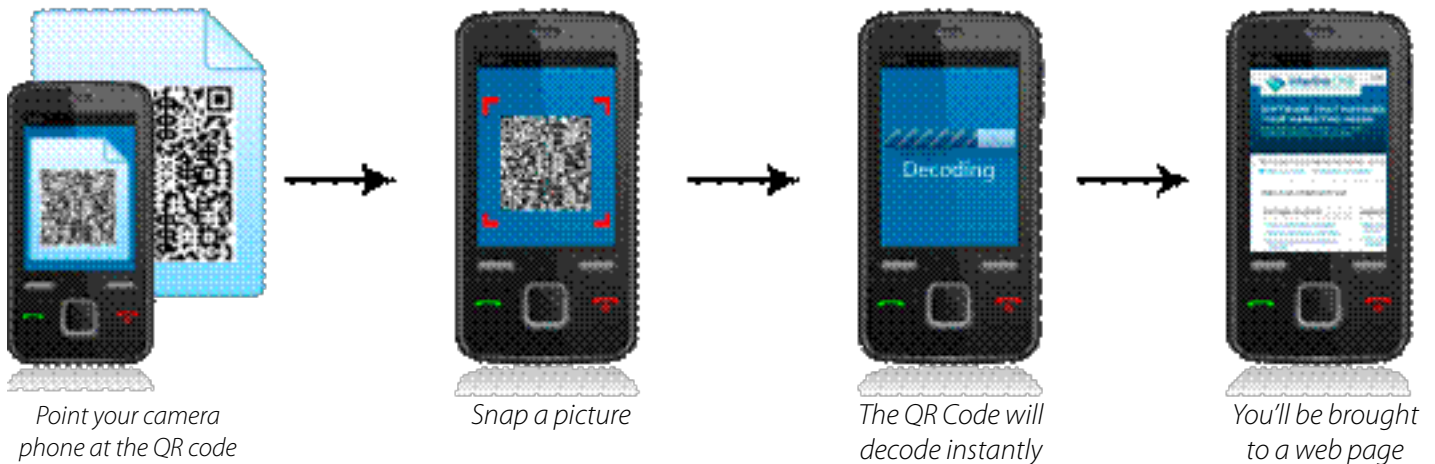 Decoding
Point your camera
phone at the QR code
Snap a picture
The QR Code will
decode instantly
You'll be brought
to a web page